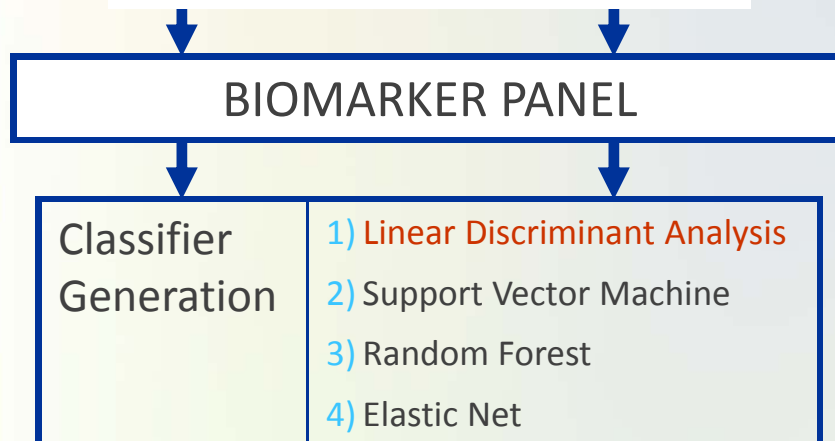 BIOMARKER PANEL
Classifier
Generation
1) Linear Discriminant Analysis
2) Support Vector Machine
3) Random Forest
4) Elastic Net